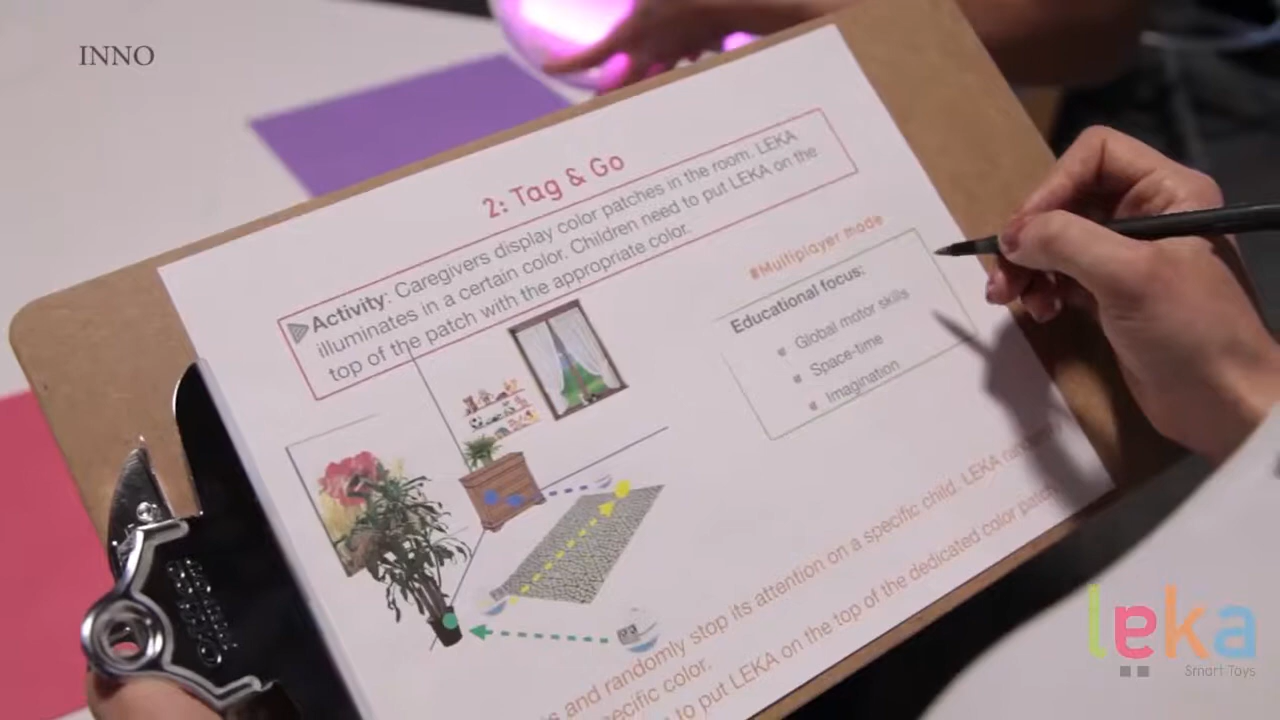 INNO
2: Tag & Go
Activity: Caregivers display color patches in the room. LEKA
illuminates in a certain color. Children need to put LEKA on the
top of the patch with the appropriate color.
#Multiplayer mode
Educational focus:
Global motor skills
Space-time
Imagination
and randomly stop its attention on a specific child. LEKA
color.
to put LEKA on the top of the dedicated color patch
leka
Smart Toys